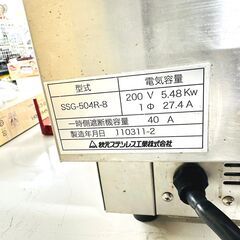 型式
電気容量
SSG-504R-8
200 V 5.48 Kw
1 Φ 27.4 A
一時側遮断機容量 40 A
製造年月日 110311-2
秋元ステンレス工業株式会社